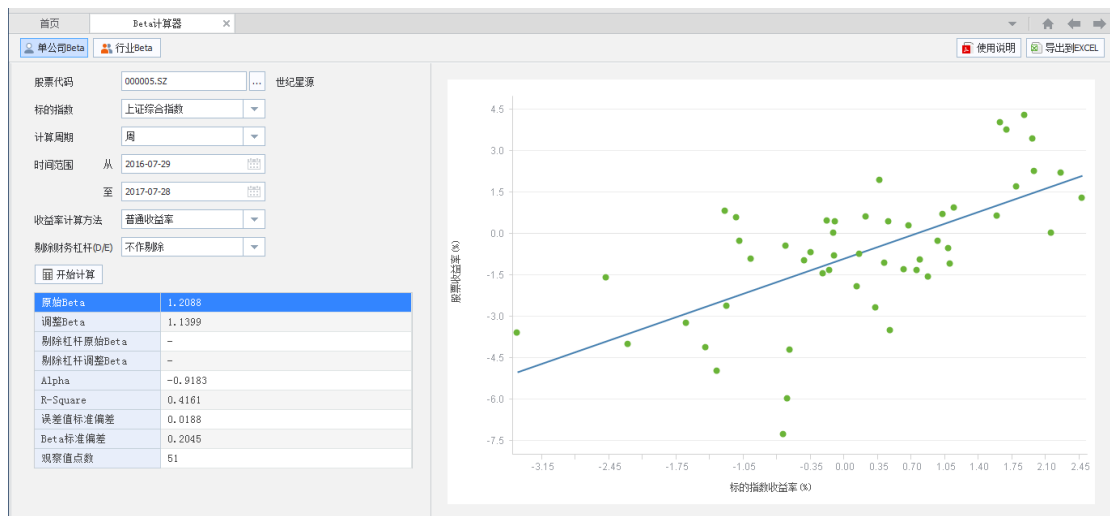 首页 Beta计算器 ×
单公司Beta 行业Beta 使用说明 导出到EXCEL
股票代码 000005.SZ ... 世纪星源
标的指数 上证综合指数
计算周期 周
时间范围 从 2016-07-29
至 2017-07-28
收益率计算方法 普通收益率
剔除财务杠杆(D/E) 不作剔除
开始计算
原始Beta 1.2088
调整Beta 1.1399
剔除杠杆原始Beta -
剔除杠杆调整Beta -
Alpha -0.9183
R-Square 0.4161
误差值标准偏差 0.0188
Beta标准偏差 0.2045
观察值点数 51
股票收益率(%)
4.5
3.0
1.5
0.0
-1.5
-3.0
-4.5
-6.0
-7.5
-3.15 -2.45 -1.75 -1.05 -0.35 0.00 0.35 0.70 1.05 1.40 1.75 2.10 2.45
标的指数收益率(%)